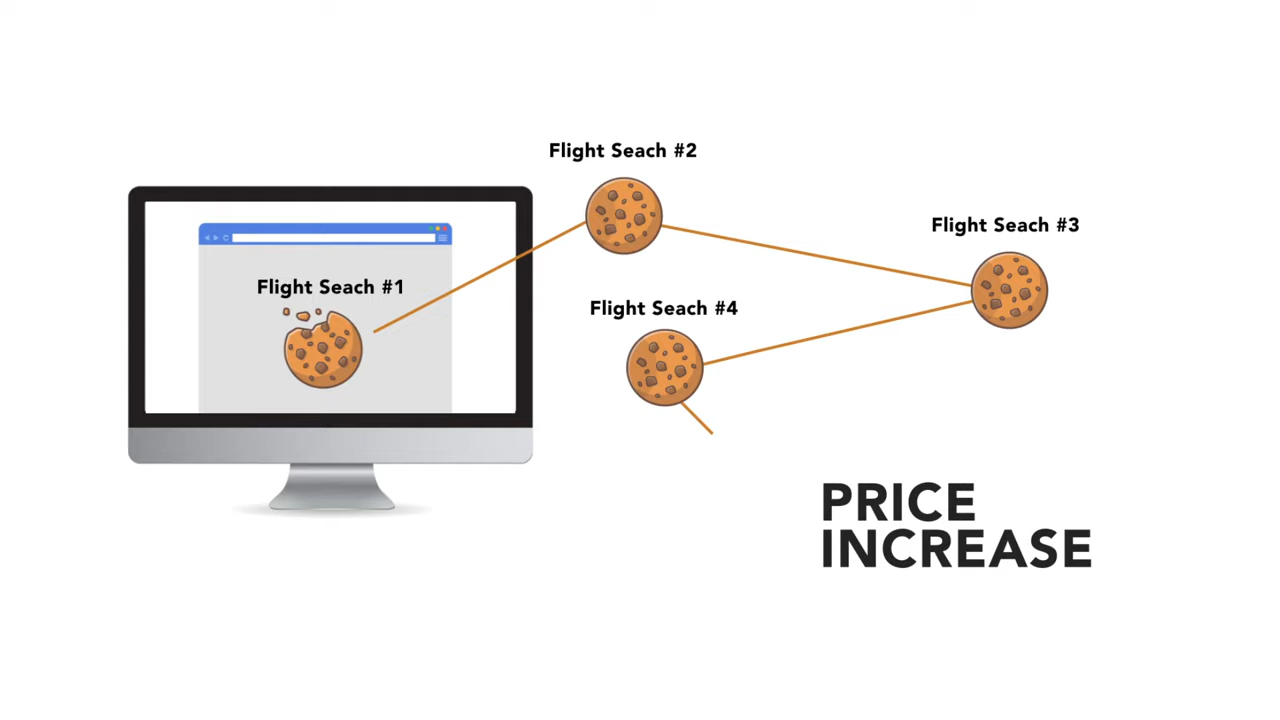 Flight Seach #2
Flight Seach #3
Flight Seach #1
Flight Seach #4
PRICE
INCREASE